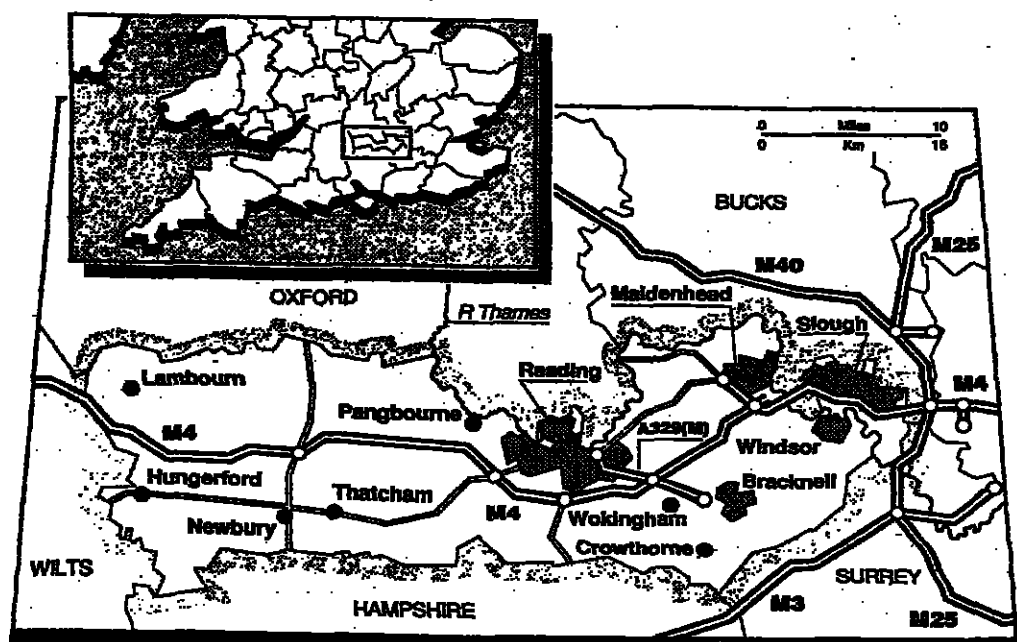 0 Miles 10
0 Km 16
BUCKS
M25
M40
OXFORD
R Thames
Maidenhead
Slough
Lambourn
Reading
Pangbourne
M4
A329(M)
M4
Windsor
Hungerford
Thatcham
Bracknell
Newbury
M4
Wokingham
Crowthorne
WILTS
SURREY
HAMPSHIRE
M3
M25